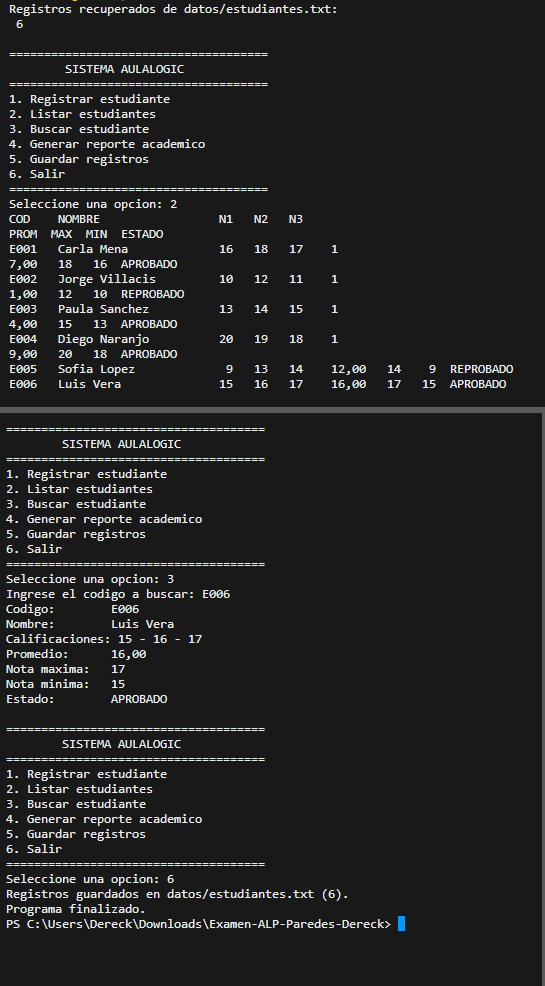 Registros recuperados de datos/estudiantes.txt:
 6

=====================================
        SISTEMA AULALOGIC
=====================================
1. Registrar estudiante
2. Listar estudiantes
3. Buscar estudiante
4. Generar reporte academico
5. Guardar registros
6. Salir
=====================================
Seleccione una opcion: 2
COD    NOMBRE                 N1   N2   N3
PROM  MAX  MIN  ESTADO
E001   Carla Mena             16   18   17    1
7,00   18   16  APROBADO
E002   Jorge Villacis         10   12   11    1
1,00   12   10  REPROBADO
E003   Paula Sanchez          13   14   15    1
4,00   15   13  APROBADO
E004   Diego Naranjo          20   19   18    1
9,00   20   18  APROBADO
E005   Sofia Lopez             9   13   14    12,00   14    9  REPROBADO
E006   Luis Vera              15   16   17    16,00   17   15  APROBADO

=====================================
        SISTEMA AULALOGIC
=====================================
1. Registrar estudiante
2. Listar estudiantes
3. Buscar estudiante
4. Generar reporte academico
5. Guardar registros
6. Salir
=====================================
Seleccione una opcion: 3
Ingrese el codigo a buscar: E006
Codigo:        E006
Nombre:        Luis Vera
Calificaciones: 15 - 16 - 17
Promedio:      16,00
Nota maxima:   17
Nota minima:   15
Estado:        APROBADO

=====================================
        SISTEMA AULALOGIC
=====================================
1. Registrar estudiante
2. Listar estudiantes
3. Buscar estudiante
4. Generar reporte academico
5. Guardar registros
6. Salir
=====================================
Seleccione una opcion: 6
Registros guardados en datos/estudiantes.txt (6).
Programa finalizado.
PS C:\Users\Dereck\Downloads\Examen-ALP-Paredes-Dereck>